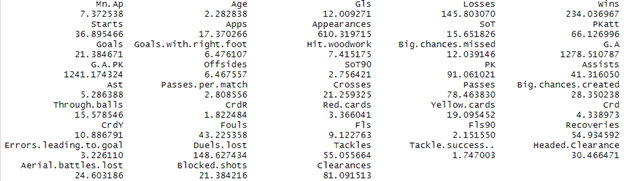 Mn.Ap Age Gls Losses Wins
7.372538 2.282838 12.009271 145.803070 234.036967
Starts Apps Appearances SoT PKatt
36.895466 17.370266 610.319715 15.651826 66.126996
Goals Goals.with.right.foot Hit.woodwork Big.chances.missed G.A
21.384671 6.476107 7.415175 12.039146 1278.510787
G.A.PK Offsides SoT90 PK Assists
1241.174324 6.467557 2.756421 91.061021 41.316050
Ast Passes.per.match Crosses Passes Big.chances.created
5.286388 2.808556 21.259325 78.463830 28.350238
Through.balls CrdR Red.cards Yellow.cards Crd
15.578546 1.822484 3.366041 19.095452 4.338973
CrdY Fouls Fls Fls90 Recoveries
10.886791 43.225358 9.122763 2.151550 54.934592
Errors.leading.to.goal Duels.lost Tackles Tackle.success.. Headed.Clearance
3.226110 148.627434 55.055664 1.747003 30.466471
Aerial.battles.lost Blocked.shots Clearances
24.603186 21.384216 81.091513